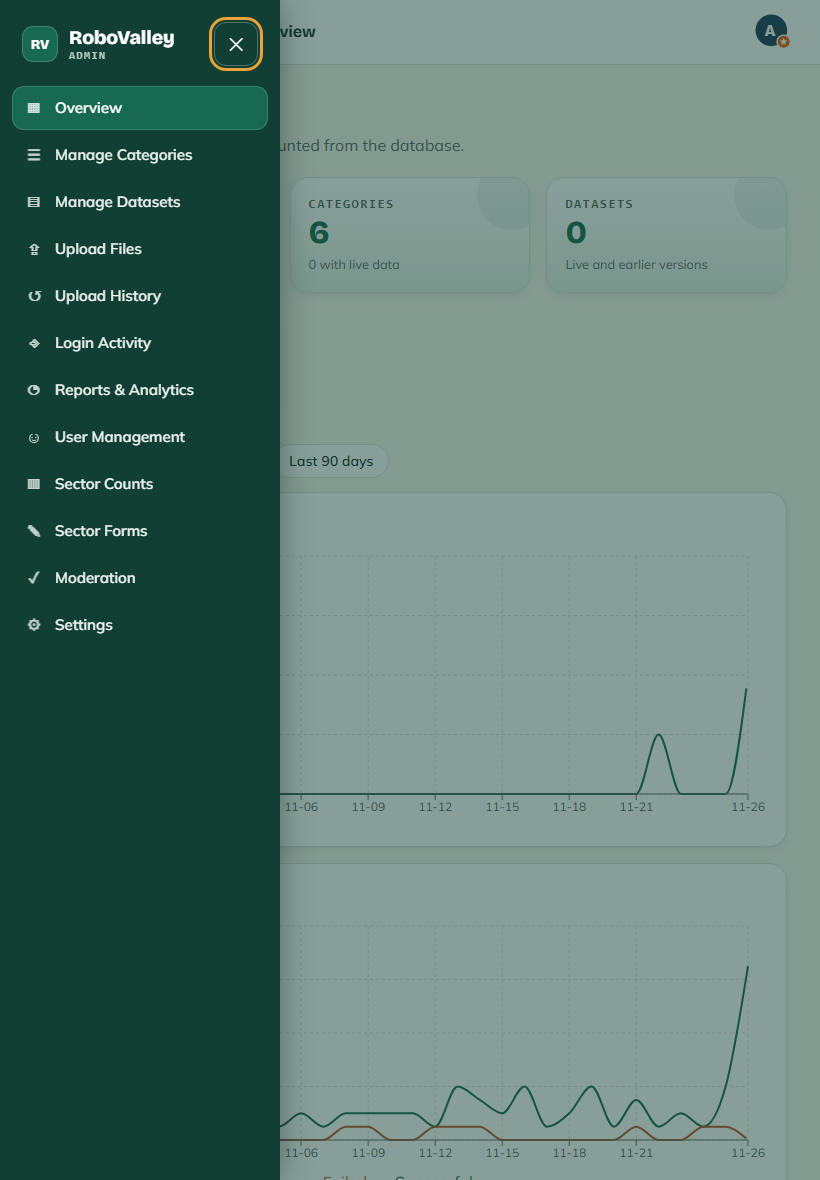 RV RoboValley
ADMIN
view
A
Overview
Manage Categories
Manage Datasets
Upload Files
Upload History
Login Activity
Reports & Analytics
User Management
Sector Counts
Sector Forms
Moderation
Settings
unted from the database.
CATEGORIES
6
0 with live data
DATASETS
0
Live and earlier versions
Last 90 days
11-06 11-09 11-12 11-15 11-18 11-21 11-26
11-06 11-09 11-12 11-15 11-18 11-21 11-26